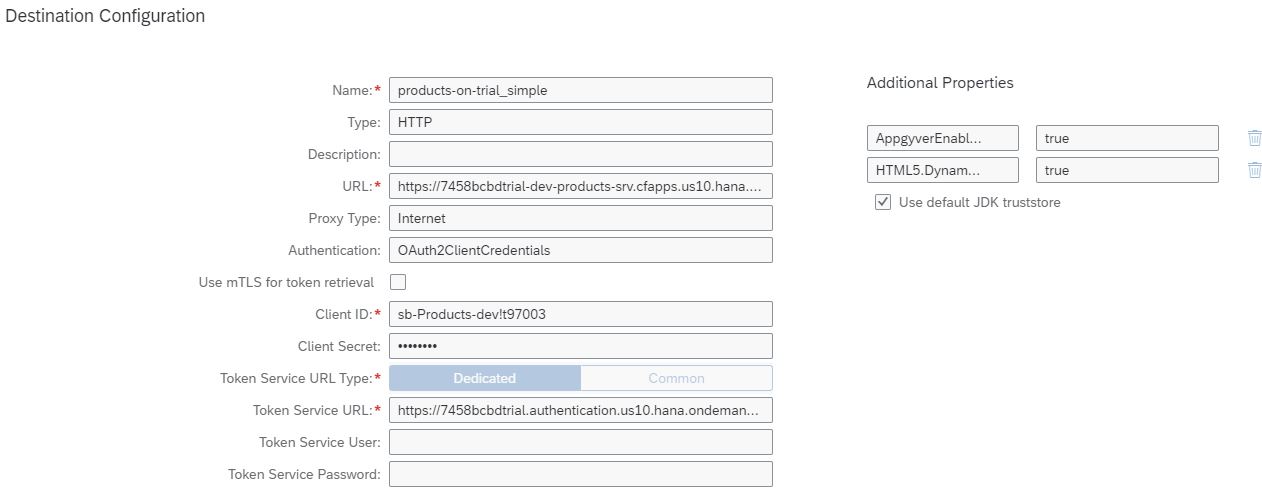 Destination Configuration
Name:* products-on-trial_simple
Type: HTTP
Description:
URL:* https://7458bcbdtrial-dev-products-srv.cfapps.us10.hana....
Proxy Type: Internet
Authentication: OAuth2ClientCredentials
Use mTLS for token retrieval
Client ID:* sb-Products-dev!t97003
Client Secret: ••••••••
Token Service URL Type:* Dedicated Common
Token Service URL:* https://7458bcbdtrial.authentication.us10.hana.ondeman...
Token Service User:
Token Service Password:
Additional Properties
AppgyverEnabl... true
HTML5.Dynam... true
Use default JDK truststore